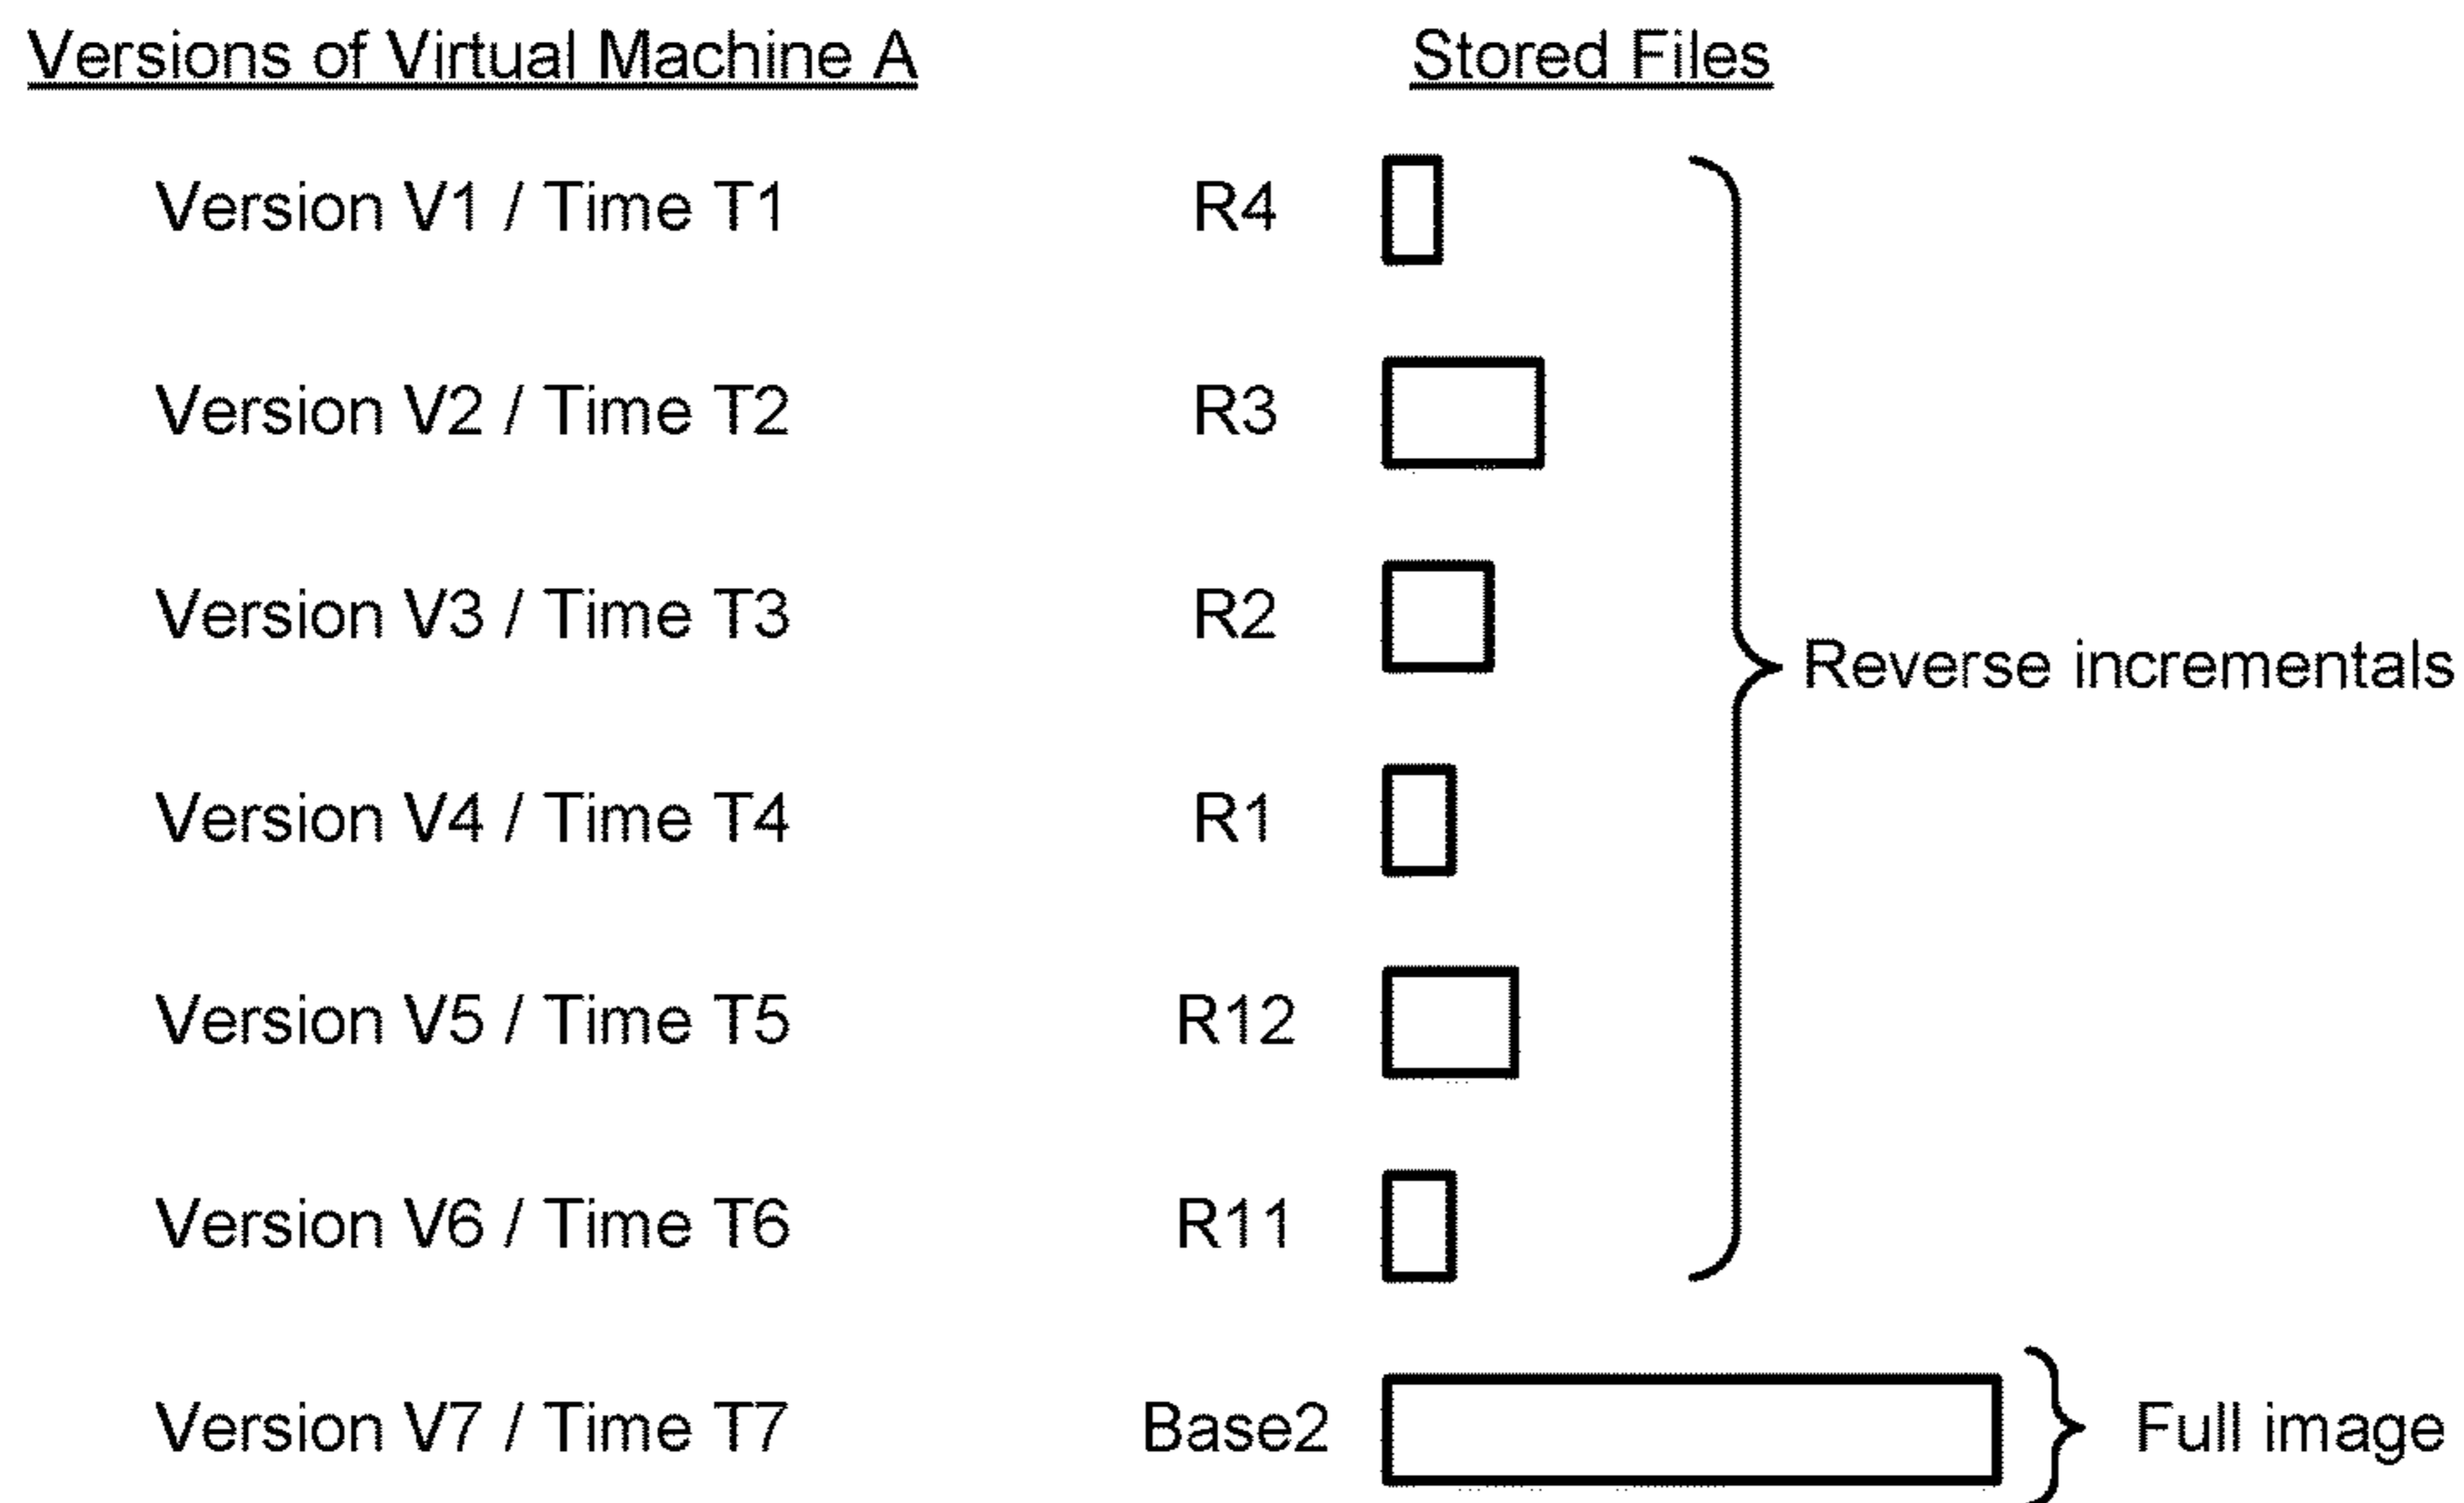 Versions of Virtual Machine A Stored Files
Version V1 / Time T1 R4
Version V2 / Time T2 R3
Version V3 / Time T3 R2
Reverse incrementals
Version V4 / Time T4 R1
Version V5 / Time T5 R12
Version V6 / Time T6 R11
Version V7 / Time T7 Base2 Full image